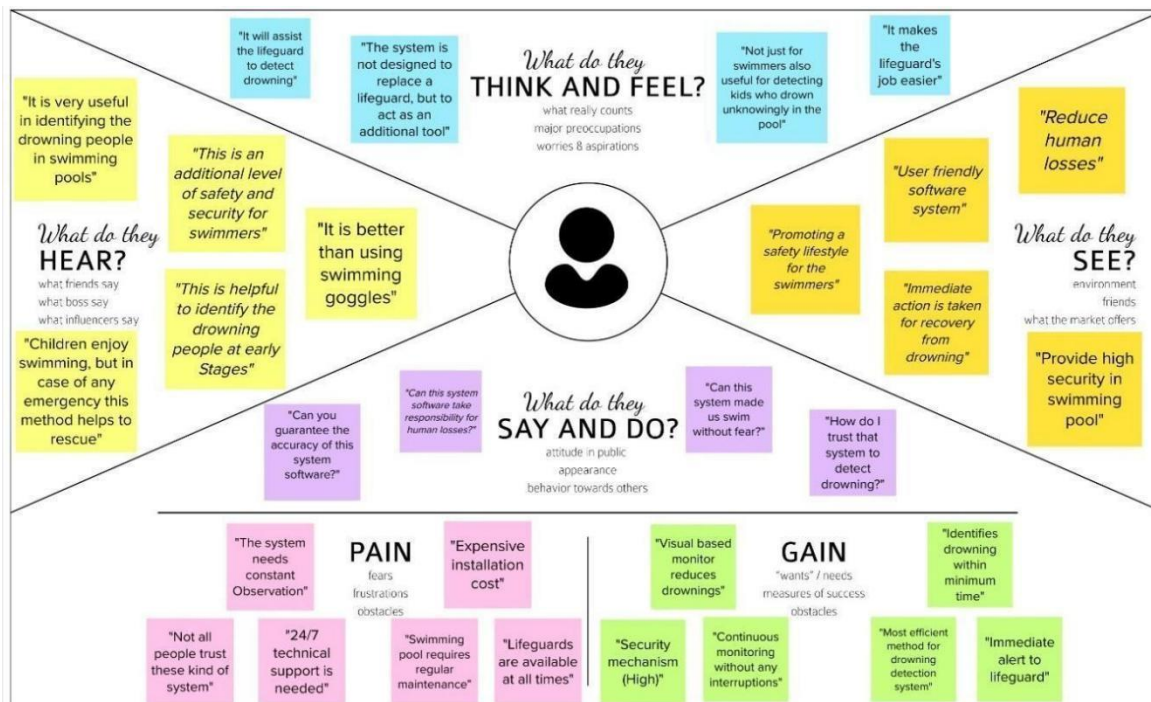 "It will assist
the lifeguard
to detect
drowning"
"The system is
not designed to
replace a
lifeguard, but to
act as an
additional tool"
What do they
THINK AND FEEL?
what really counts
major preoccupations
worries & aspirations
"Not just for
swimmers also
useful for detecting
kids who drown
unknowingly in the
pool"
"It makes
the
lifeguard's
job easier"
"It is very useful
in identifying the
drowning people
in swimming
pools"
"This is an
additional level
of safety and
security for
swimmers"
"It is better
than using
swimming
goggles"
What do they
HEAR?
what friends say
what boss say
what influencers say
"This is helpful
to identify the
drowning
people at early
Stages"
"Children enjoy
swimming, but in
case of any
emergency this
method helps to
rescue"
"Reduce
human
losses"
"User friendly
software
system"
"Promoting a
safety lifestyle
for the
swimmers"
What do they
SEE?
environment
friends
what the market offers
"Immediate
action is taken
for recovery
from
drowning"
"Provide high
security in
swimming
pool"
"Can you
guarantee the
accuracy of this
system
software?"
"Can this system
software take
responsibility for
human losses?"
What do they
SAY AND DO?
attitude in public
appearance
behavior towards others
"Can this
system made
us swim
without fear?"
"How do I
trust that
system to
detect
drowning?"
"The system
needs
constant
Observation"
PAIN
fears
frustrations
obstacles
"Expensive
installation
cost"
"Not all
people trust
these kind of
system"
"24/7
technical
support is
needed"
"Swimming
pool requires
regular
maintenance"
"Lifeguards
are available
at all times"
"Visual based
monitor
reduces
drownings"
GAIN
"wants" / needs
measures of success
obstacles
"Identifies
drowning
within
minimum
time"
"Security
mechanism
(High)"
"Continuous
monitoring
without any
interruptions"
"Most efficient
method for
drowning
detection
system"
"Immediate
alert to
lifeguard"